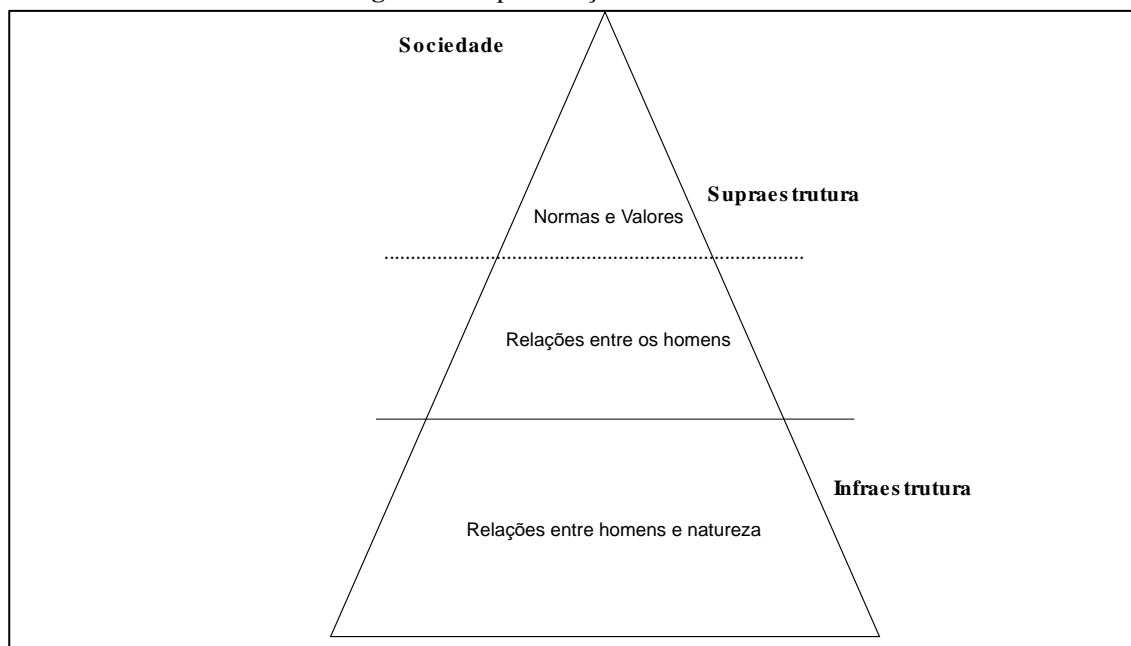 Sociedade
Supraestrutura
Normas e Valores
Relações entre os homens
Infraestrutura
Relações entre homens e natureza